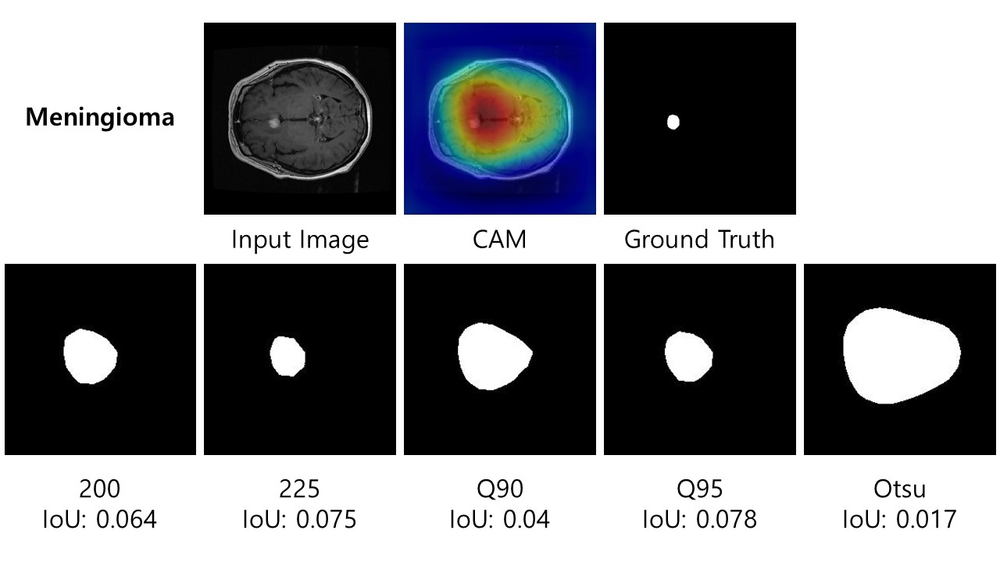 Meningioma
Input Image
CAM
Ground Truth
200
IoU: 0.064
225
IoU: 0.075
Q90
IoU: 0.04
Q95
IoU: 0.078
Otsu
IoU: 0.017